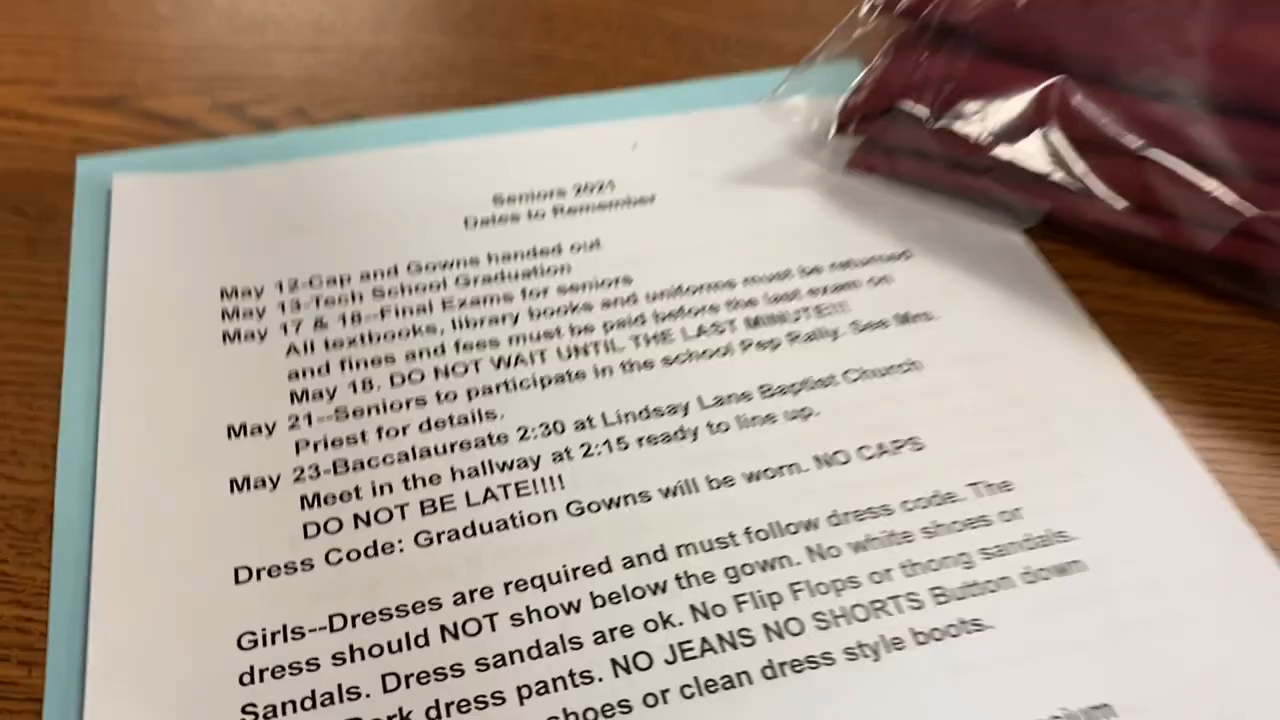 Seniors 2021
Dates to Remember
May 12-Cap and Gowns handed out
May 13-Tech School Graduation
May 17 & 18--Final Exams for seniors
All textbooks, library books and uniforms must be returned
and fines and fees must be paid before the last exam on
May 18, DO NOT WAIT UNTIL THE LAST MINUTE!!!
May 21--Seniors to participate in the school Pep Rally. See Mrs.
Priest for details.
May 23-Baccalaureate 2:30 at Lindsay Lane Baptist Church
Meet in the hallway at 2:15 ready to line up.
DO NOT BE LATE!!!!
Dress Code: Graduation Gowns will be worn. NO CAPS
Girls--Dresses are required and must follow dress code. The
dress should NOT show below the gown. No white shoes or
Sandals. Dress sandals are ok. No Flip Flops or thong sandals.
dress pants. NO JEANS NO SHORTS Button down
shoes or clean dress style boots.